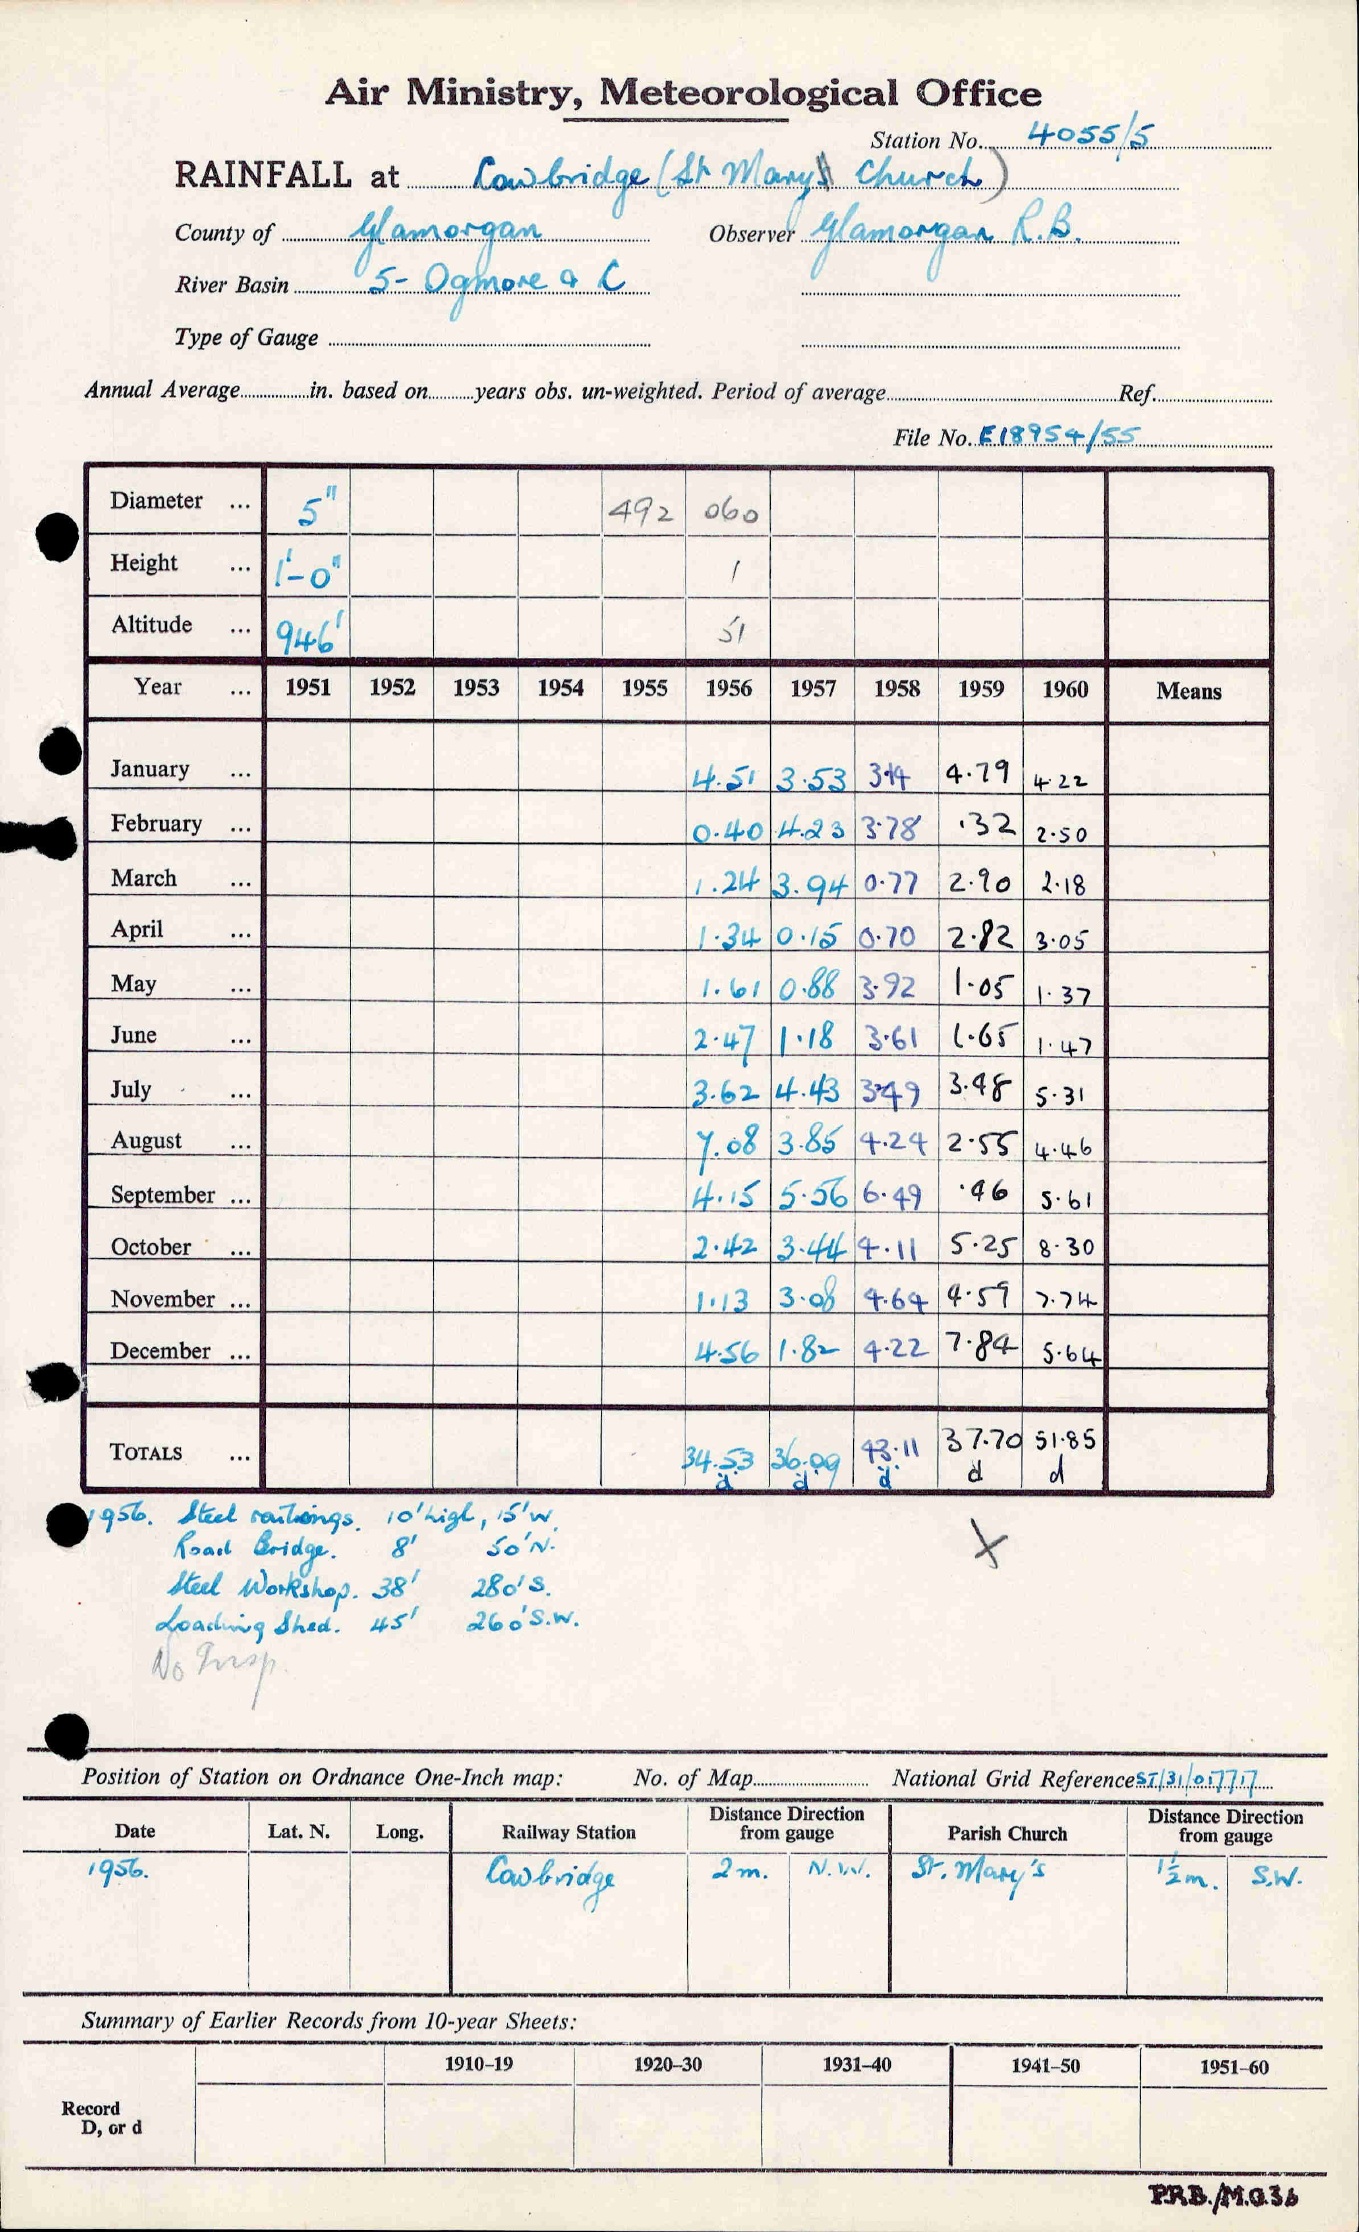 Air Ministry, Meteorological Office
Station No. 4055/5
RAINFALL at Cowbridge (St Mary Church)
County of Glamorgan Observer Glamorgan R.B.
River Basin 5- Ogmore & C
Type of Gauge
Annual Average in. based on years obs. un-weighted. Period of average Ref.
File No. E18954/55
Diameter ... 5" 492 060
Height ... 1'-0" 1
Altitude ... 946' 51
Year ... 1951 1952 1953 1954 1955 1956 1957 1958 1959 1960 Means
January ... 4.51 3.53 3.14 4.79 4.22
February ... 0.40 4.23 3.78 .32 2.50
March ... 1.24 3.94 0.77 2.90 2.18
April ... 1.34 0.15 0.70 2.82 3.05
May ... 1.61 0.88 3.92 1.05 1.37
June ... 2.47 1.18 3.61 1.65 1.47
July ... 3.62 4.43 3.49 3.48 5.31
August ... 7.08 3.85 4.24 2.55 4.46
September ... 4.15 5.56 6.49 .46 5.61
October ... 2.42 3.44 4.11 5.25 8.30
November ... 1.13 3.08 4.64 4.59 7.74
December ... 4.56 1.82 4.22 7.84 5.64
TOTALS ... 34.53 36.09 43.11 37.70 51.85
d d d d d
1956. Steel railings. 10' high, 15' W.
Road Bridge. 8' 50' N.
Steel Workshop. 38' 280' S.
Loading Shed. 45' 260' S.W.
No Insp.
Position of Station on Ordnance One-Inch map: No. of Map National Grid Reference ST/31/017717
Date Lat. N. Long. Railway Station Distance Direction from gauge Parish Church Distance Direction from gauge
1956. Cowbridge 2 m. N.W. St. Mary's 1½ m. S.W.
Summary of Earlier Records from 10-year Sheets:
1910–19 1920–30 1931–40 1941–50 1951–60
Record
D, or d
P.R.B./M.O.36